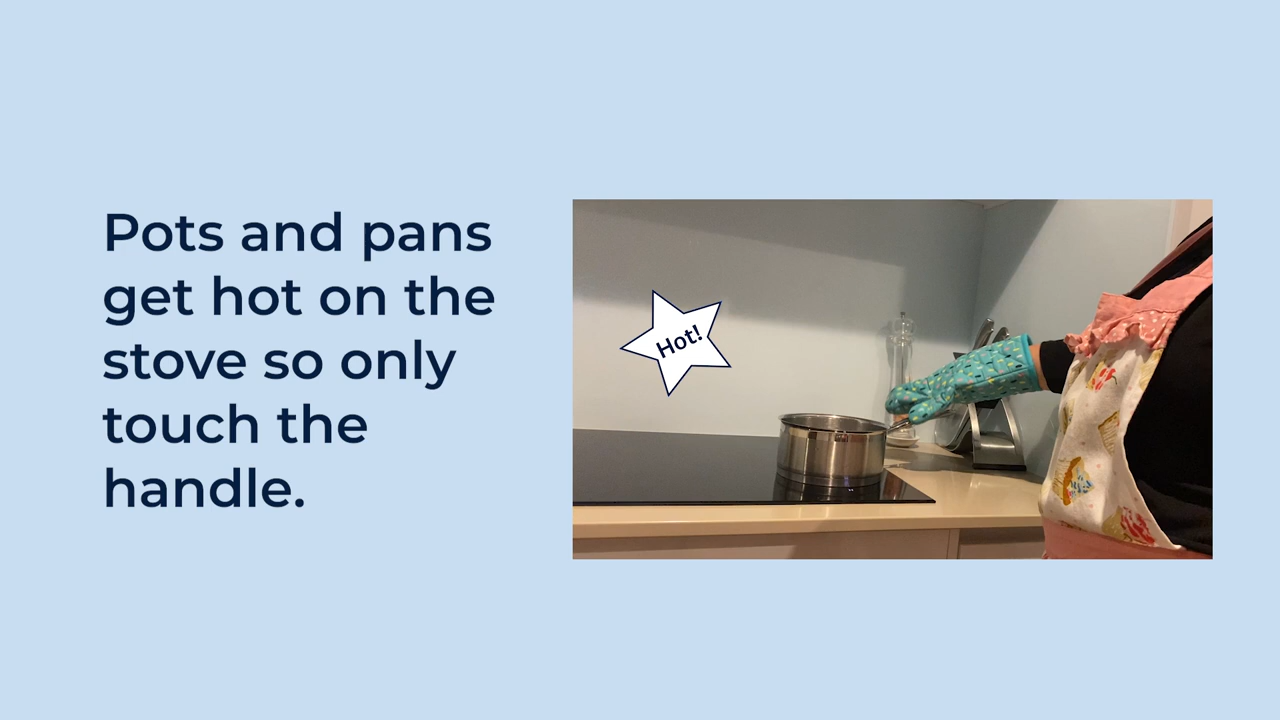 Pots and pans
get hot on the
stove so only
touch the
handle.
Hot!